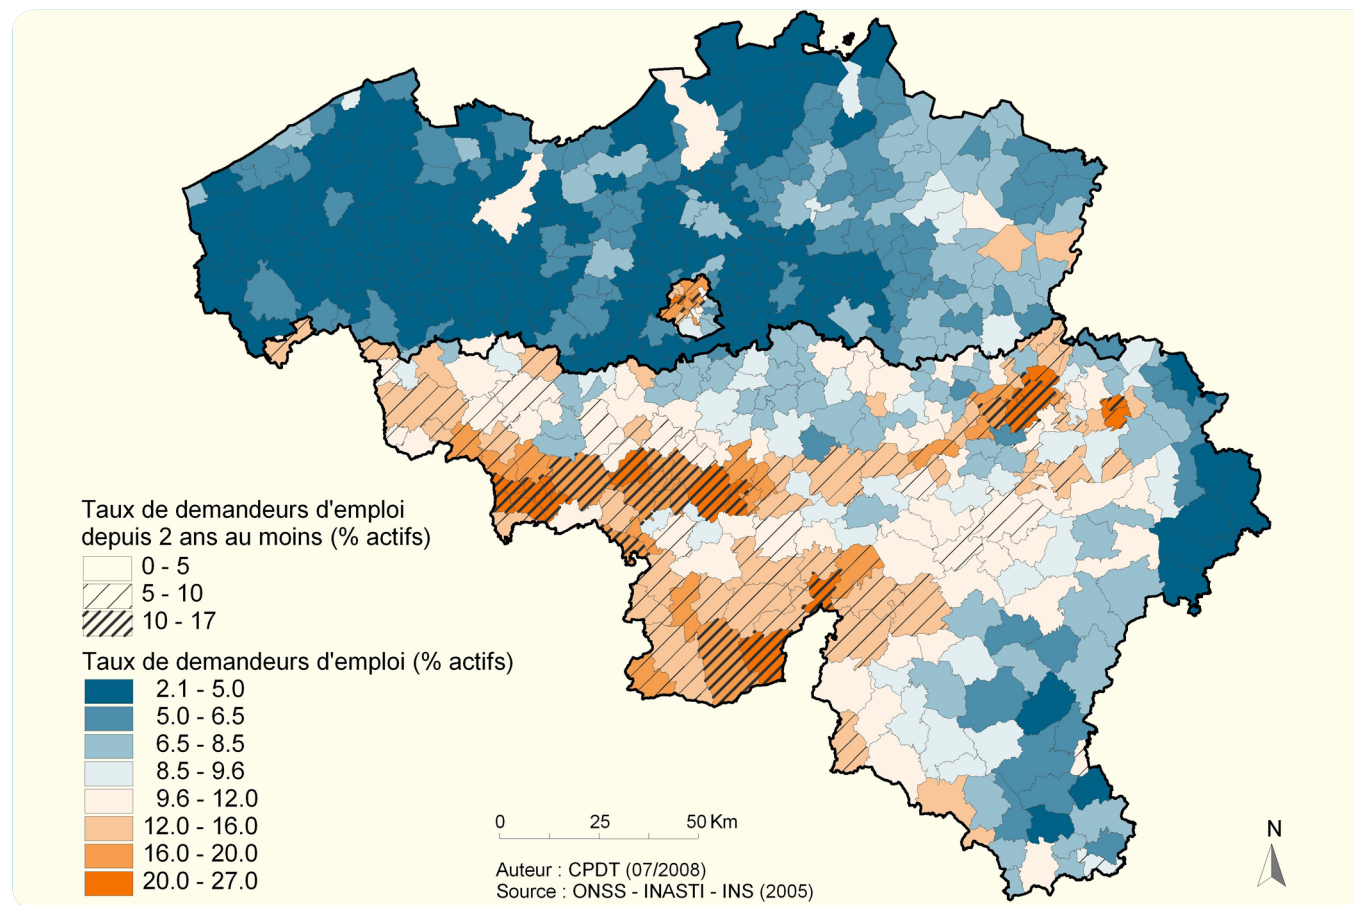 Taux de demandeurs d'emploi
depuis 2 ans au moins (% actifs)
0 - 5
5 - 10
10 - 17
Taux de demandeurs d'emploi (% actifs)
2.1 - 5.0
5.0 - 6.5
6.5 - 8.5
8.5 - 9.6
9.6 - 12.0
12.0 - 16.0
16.0 - 20.0
20.0 - 27.0
0 25 50 Km
Auteur : CPDT (07/2008)
Source : ONSS - INASTI - INS (2005)
N